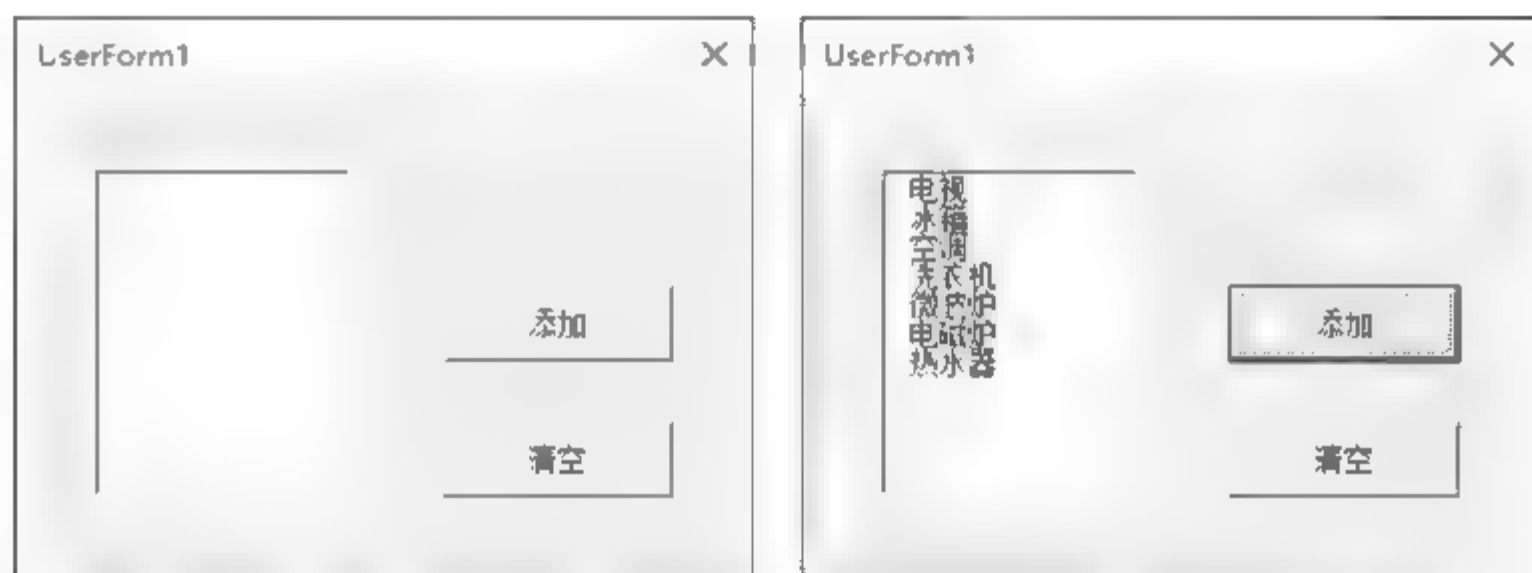 UserForm1
添加
清空
UserForm1
电视
冰箱
空调
洗衣机
微波炉
电磁炉
热水器
添加
清空